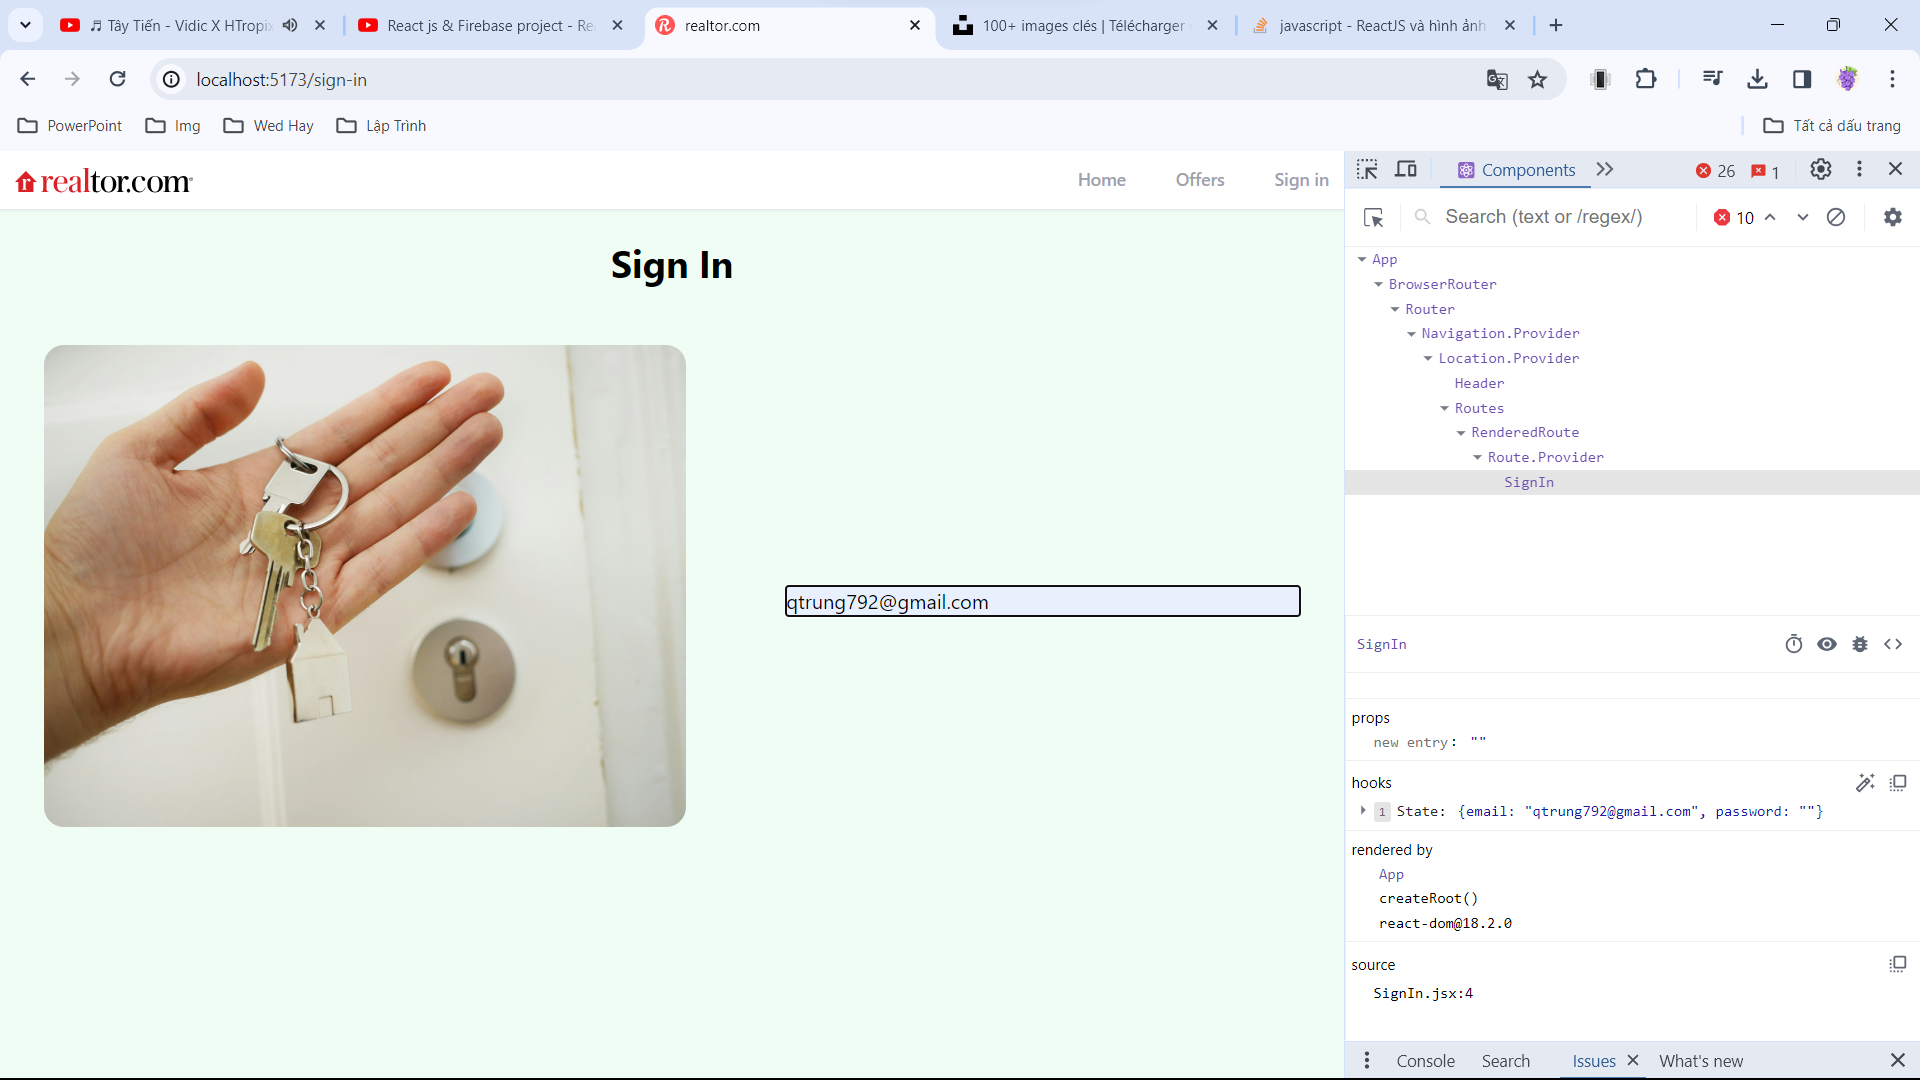 ♬ Tây Tiến - Vidic X HTropix
React js & Firebase project - Re
realtor.com
100+ images clés | Télécharger
javascript - ReactJS và hình ảnh
localhost:5173/sign-in
PowerPoint
Img
Wed Hay
Lập Trình
Tất cả dấu trang
realtor.com
Home
Offers
Sign in
Sign In
qtrung792@gmail.com
Components
26
1
Search (text or /regex/)
10
App
BrowserRouter
Router
Navigation.Provider
Location.Provider
Header
Routes
RenderedRoute
Route.Provider
SignIn
SignIn
props
new entry: ""
hooks
1 State: {email: "qtrung792@gmail.com", password: ""}
rendered by
App
createRoot()
react-dom@18.2.0
source
SignIn.jsx:4
Console
Search
Issues
What's new